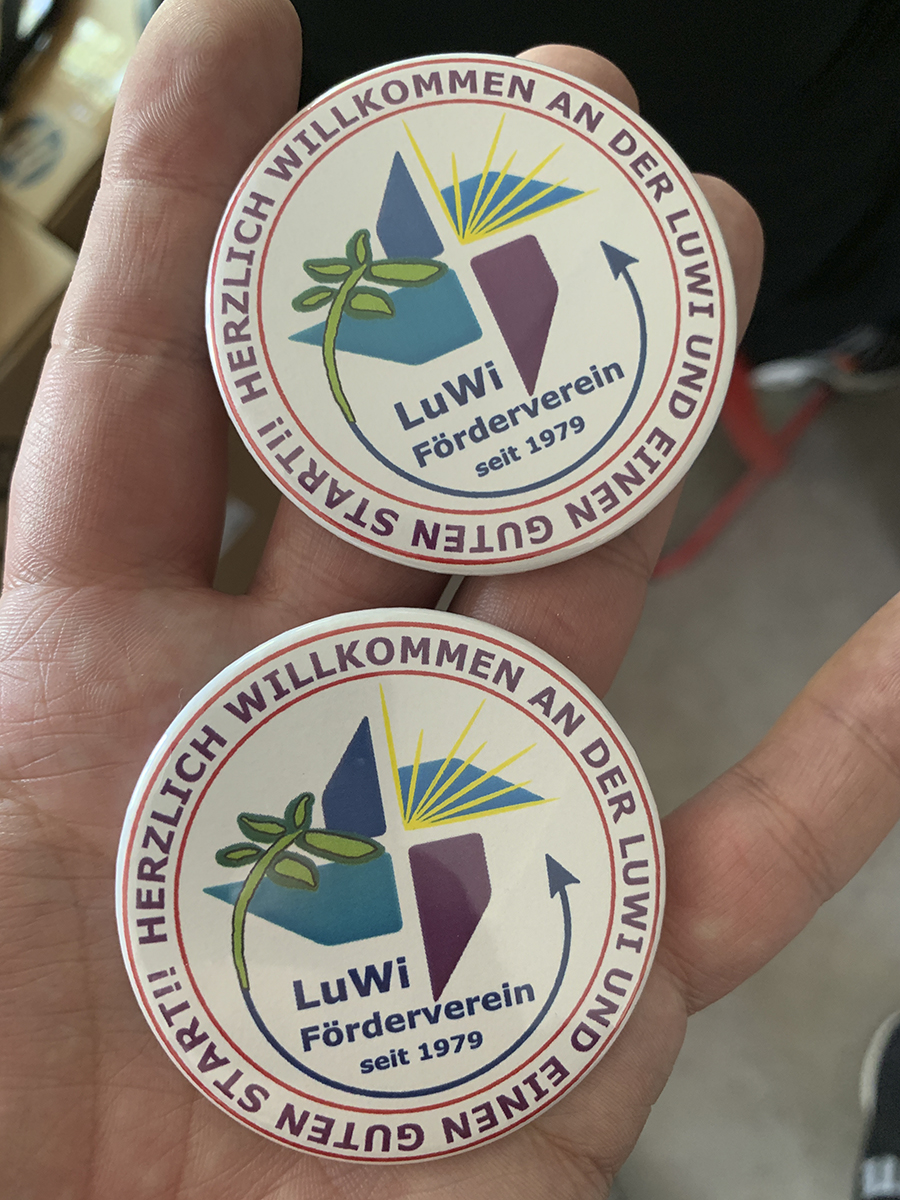 HERZLICH WILLKOMMEN AN DER LUWI UND EINEN GUTEN START!!
LuWi
Förderverein
seit 1979
HERZLICH WILLKOMMEN AN DER LUWI UND EINEN GUTEN START!!
LuWi
Förderverein
seit 1979